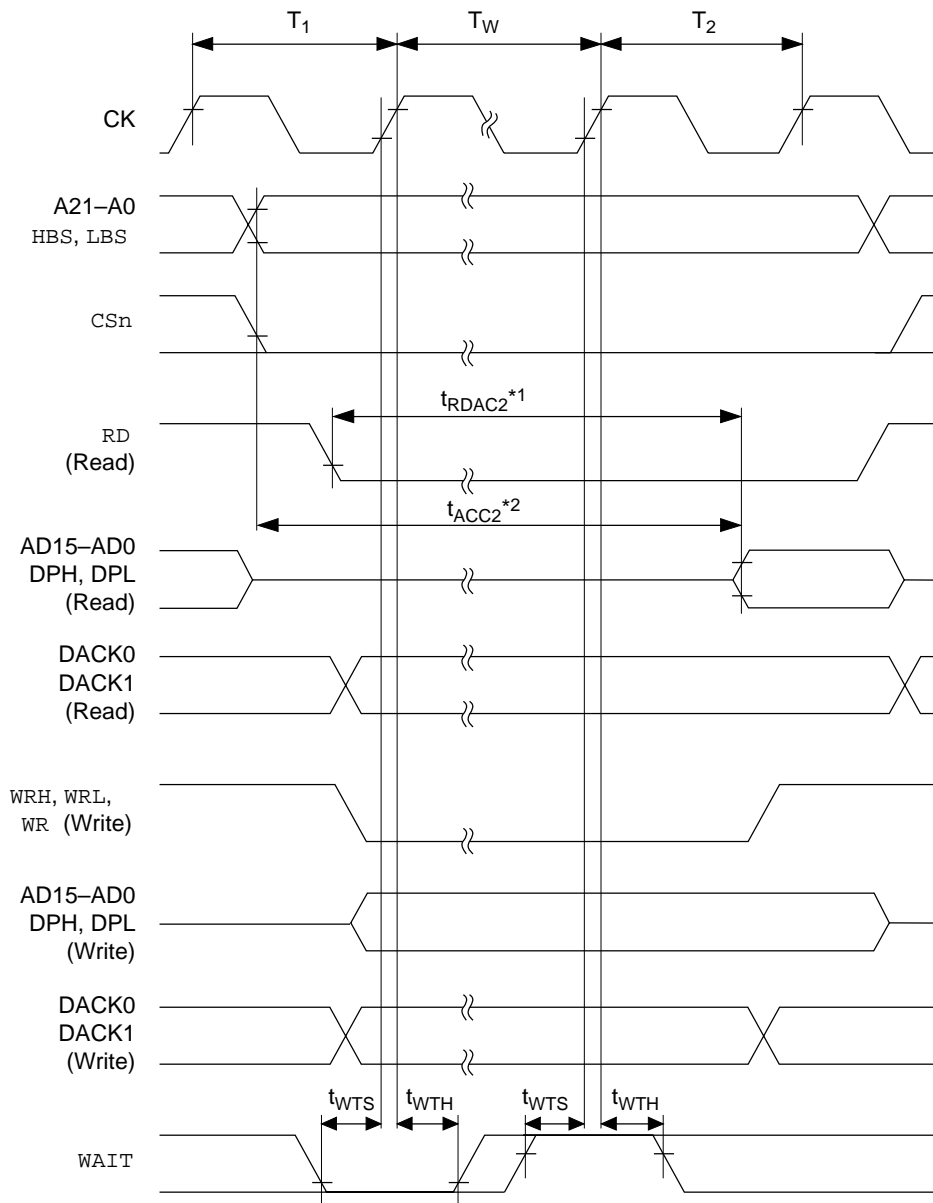 T1 TW T2
CK
A21–A0
HBS, LBS
CSn
tRDAC2*1
RD
(Read)
tACC2*2
AD15–AD0
DPH, DPL
(Read)
DACK0
DACK1
(Read)
WRH, WRL,
WR (Write)
AD15–AD0
DPH, DPL
(Write)
DACK0
DACK1
(Write)
tWTS tWTH tWTS tWTH
WAIT